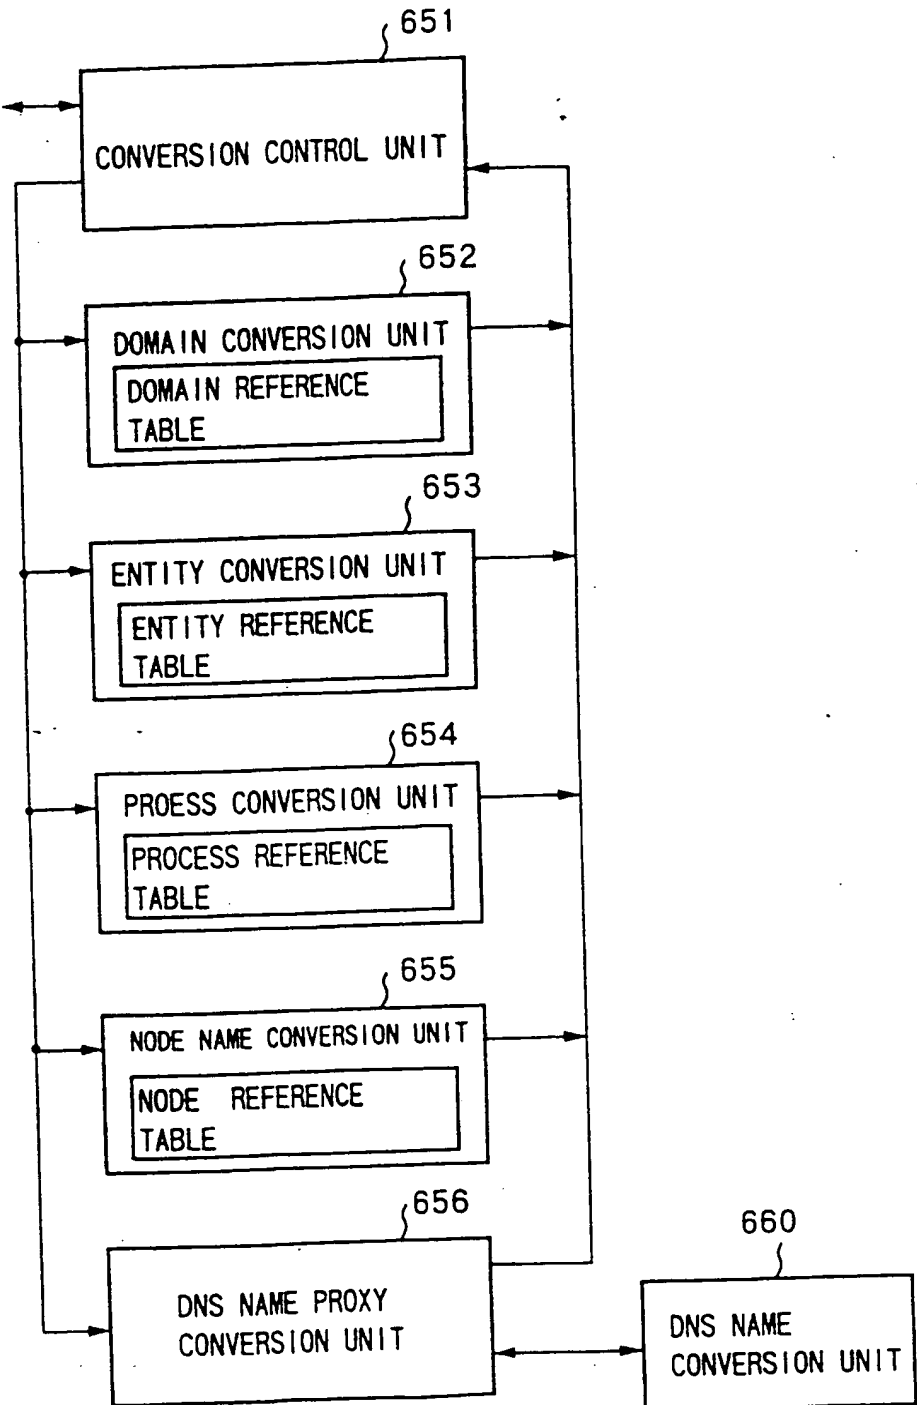 651
CONVERSION CONTROL UNIT
652
DOMAIN CONVERSION UNIT
DOMAIN REFERENCE
TABLE
653
ENTITY CONVERSION UNIT
ENTITY REFERENCE
TABLE
654
PROESS CONVERSION UNIT
PROCESS REFERENCE
TABLE
655
NODE NAME CONVERSION UNIT
NODE REFERENCE
TABLE
656
DNS NAME PROXY
CONVERSION UNIT
660
DNS NAME
CONVERSION UNIT